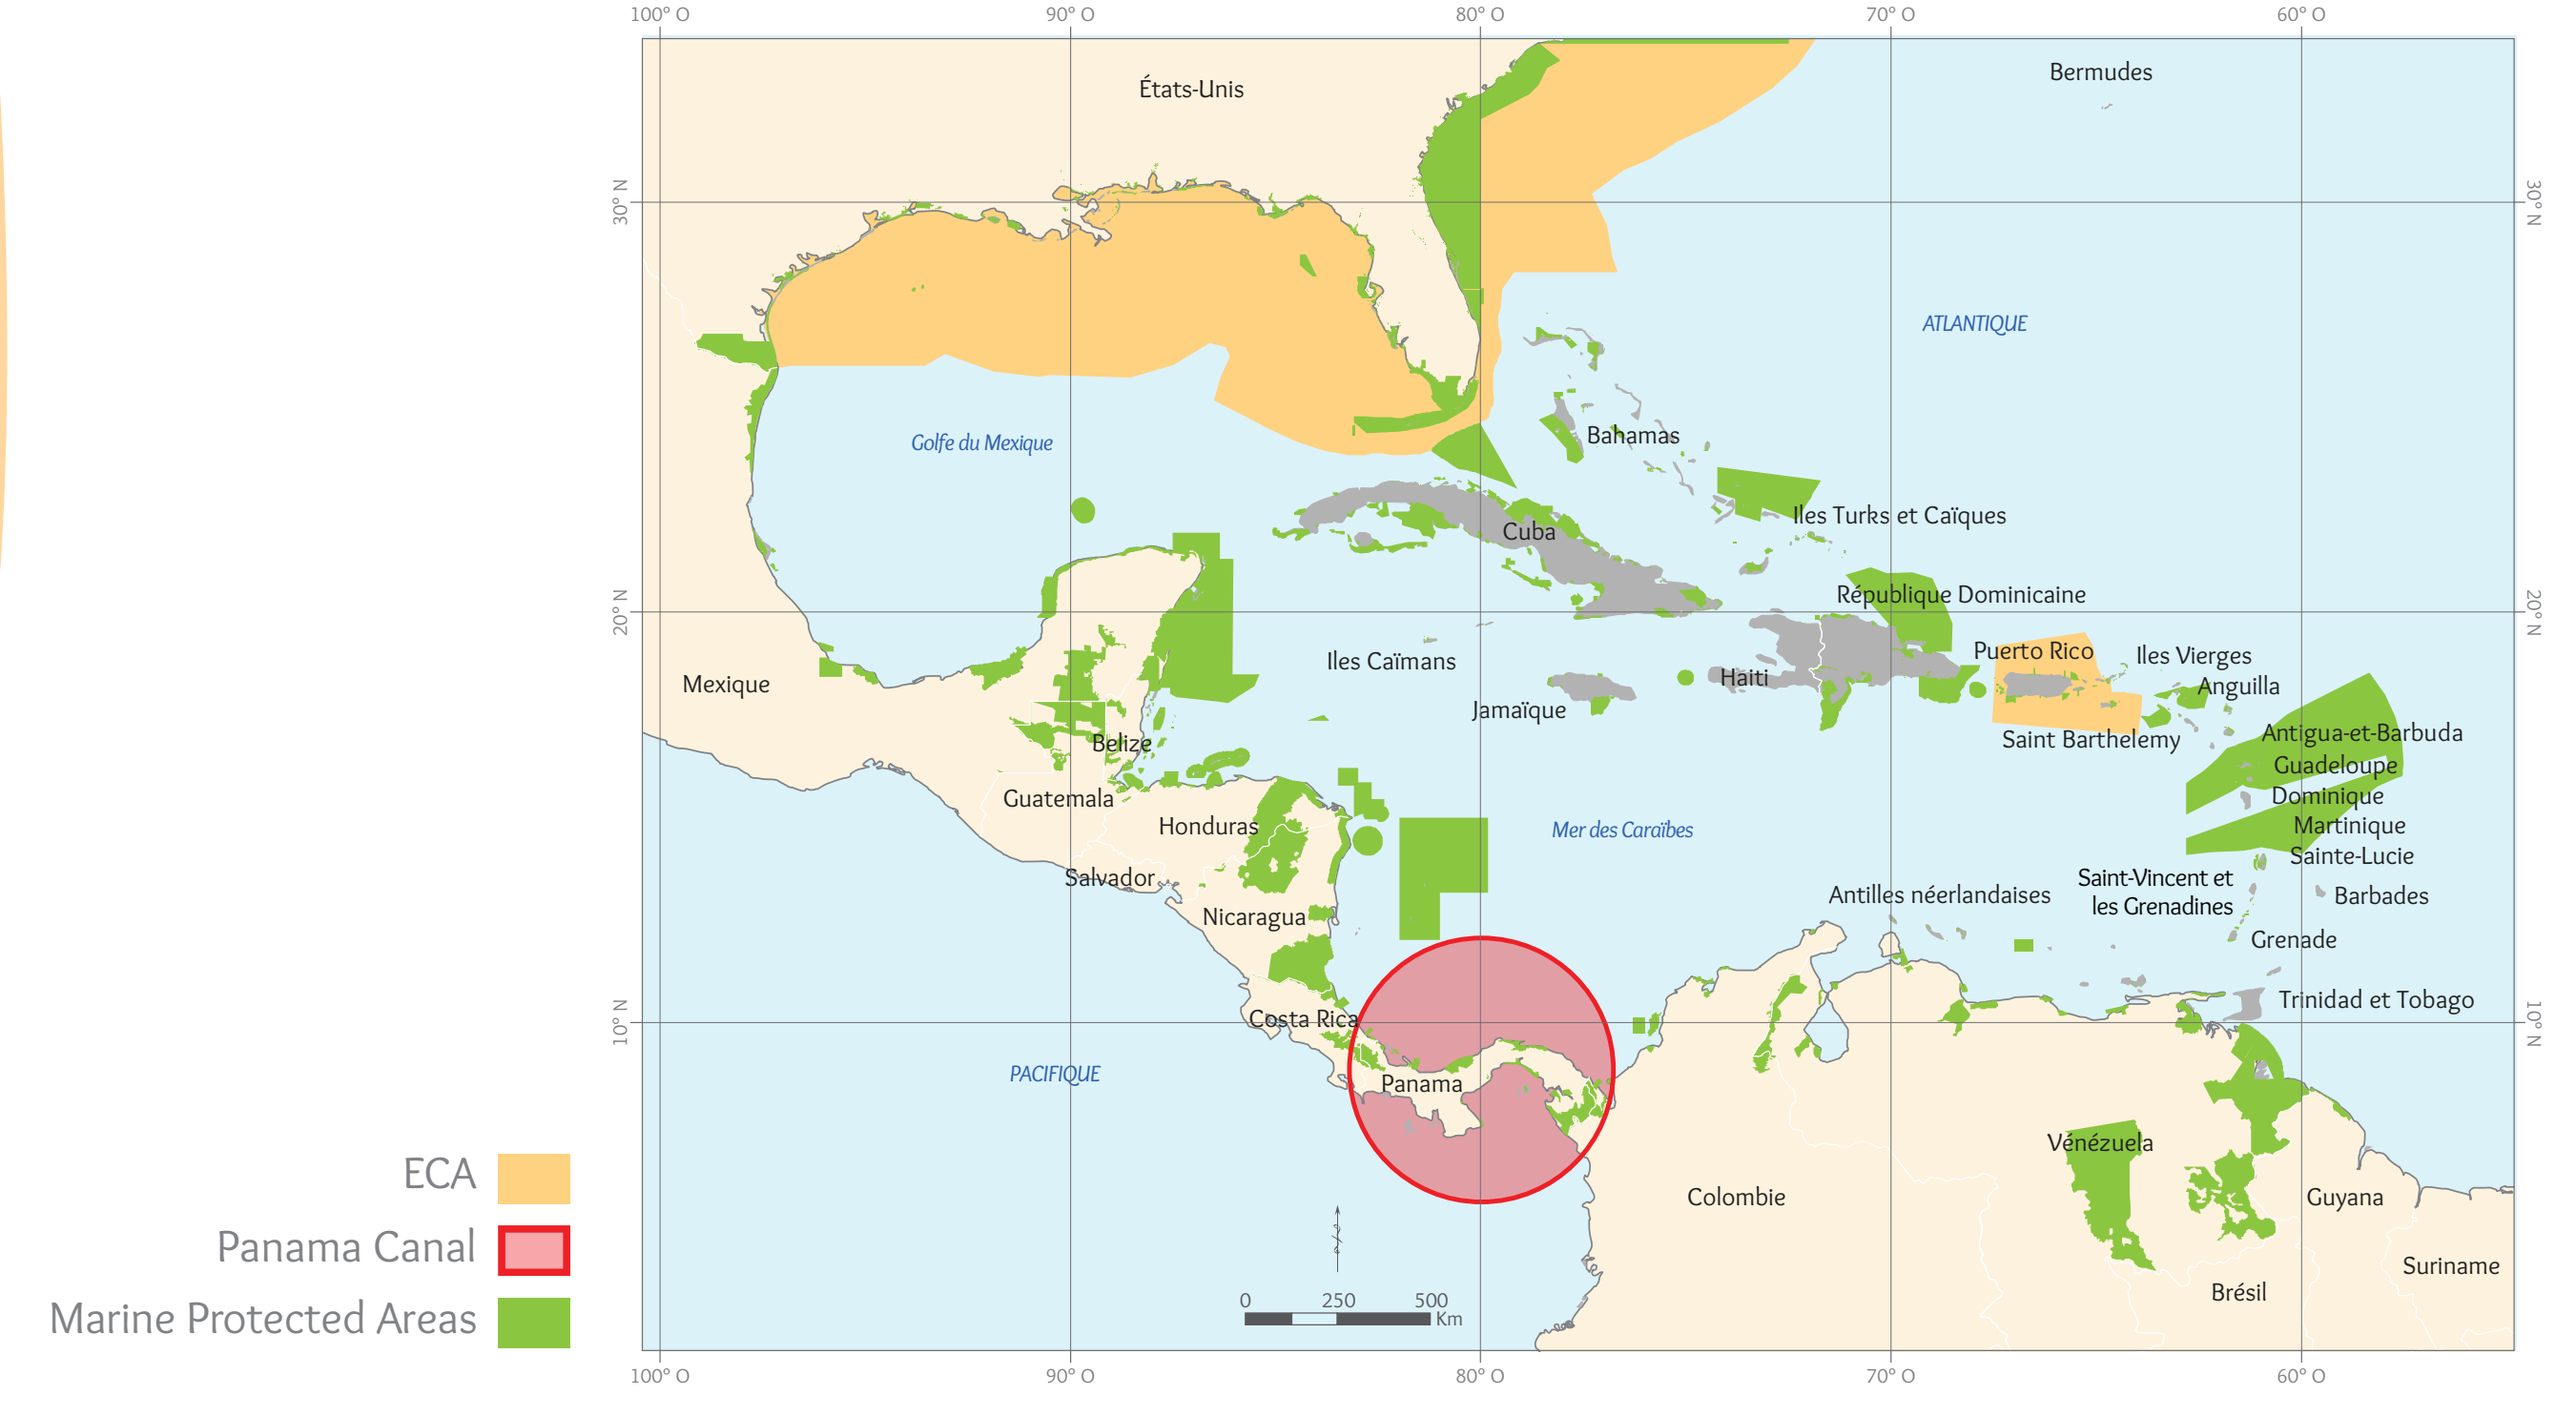 100° O
90° O
80° O
70° O
60° O
États-Unis
Bermudes
30° N
30° N
ATLANTIQUE
Golfe du Mexique
Bahamas
Iles Turks et Caïques
Cuba
République Dominicaine
20° N
20° N
Puerto Rico
Iles Vierges
Iles Caïmans
Haiti
Anguilla
Mexique
Jamaïque
Saint Barthelemy
Antigua-et-Barbuda
Belize
Guadeloupe
Dominique
Guatemala
Honduras
Mer des Caraïbes
Martinique
Sainte-Lucie
Salvador
Saint-Vincent et
les Grenadines
Antilles néerlandaises
Barbades
Nicaragua
Grenade
Trinidad et Tobago
Costa Rica
10° N
10° N
PACIFIQUE
Panama
Vénézuela
Colombie
Guyana
Suriname
Brésil
ECA
Panama Canal
Marine Protected Areas
0
250
500
Km
100° O
90° O
80° O
70° O
60° O